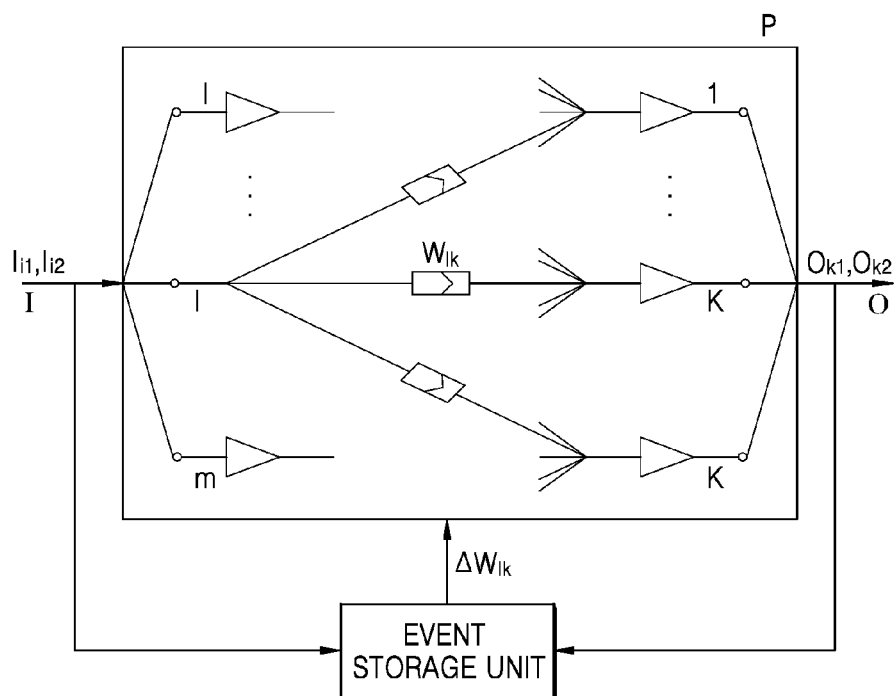 P
l
1
Ii1,Ii2
I
l
Wlk
K
Ok1,Ok2
O
m
K
ΔWlk
EVENT
STORAGE UNIT